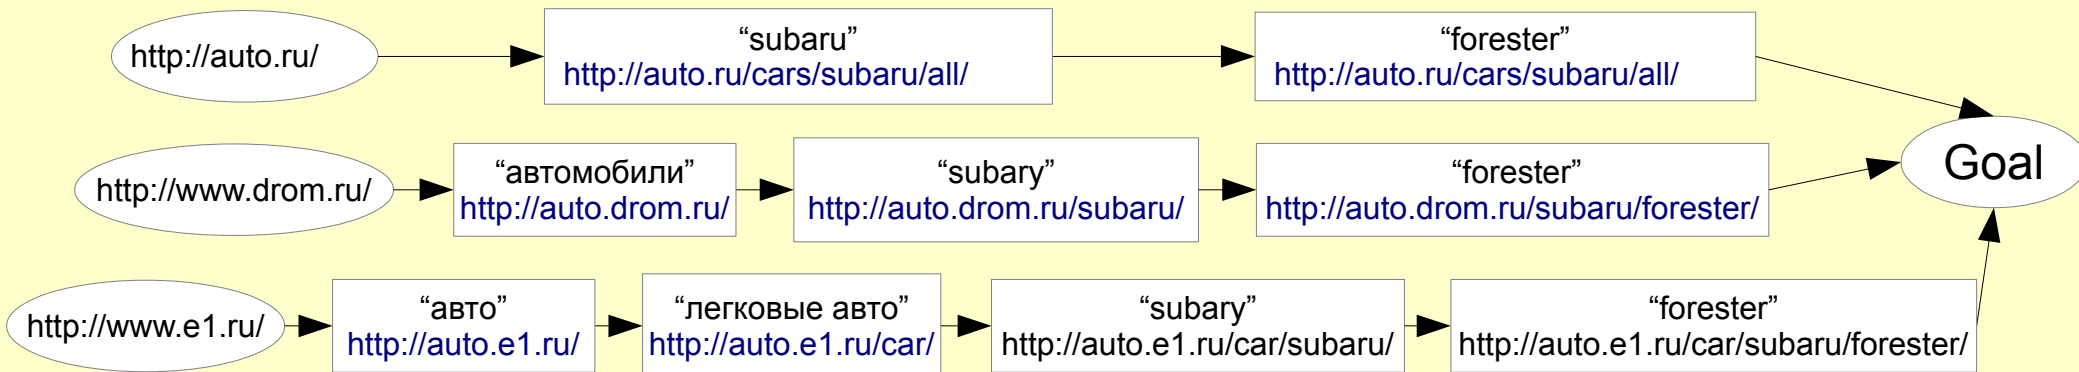 http://auto.ru/
“subaru”
http://auto.ru/cars/subaru/all/
“forester”
http://auto.ru/cars/subaru/all/
Goal
http://www.drom.ru/
“автомобили”
http://auto.drom.ru/
“subary”
http://auto.drom.ru/subaru/
“forester”
http://auto.drom.ru/subaru/forester/
http://www.e1.ru/
“авто”
http://auto.e1.ru/
“легковые авто”
http://auto.e1.ru/car/
“subary”
http://auto.e1.ru/car/subaru/
“forester”
http://auto.e1.ru/car/subaru/forester/